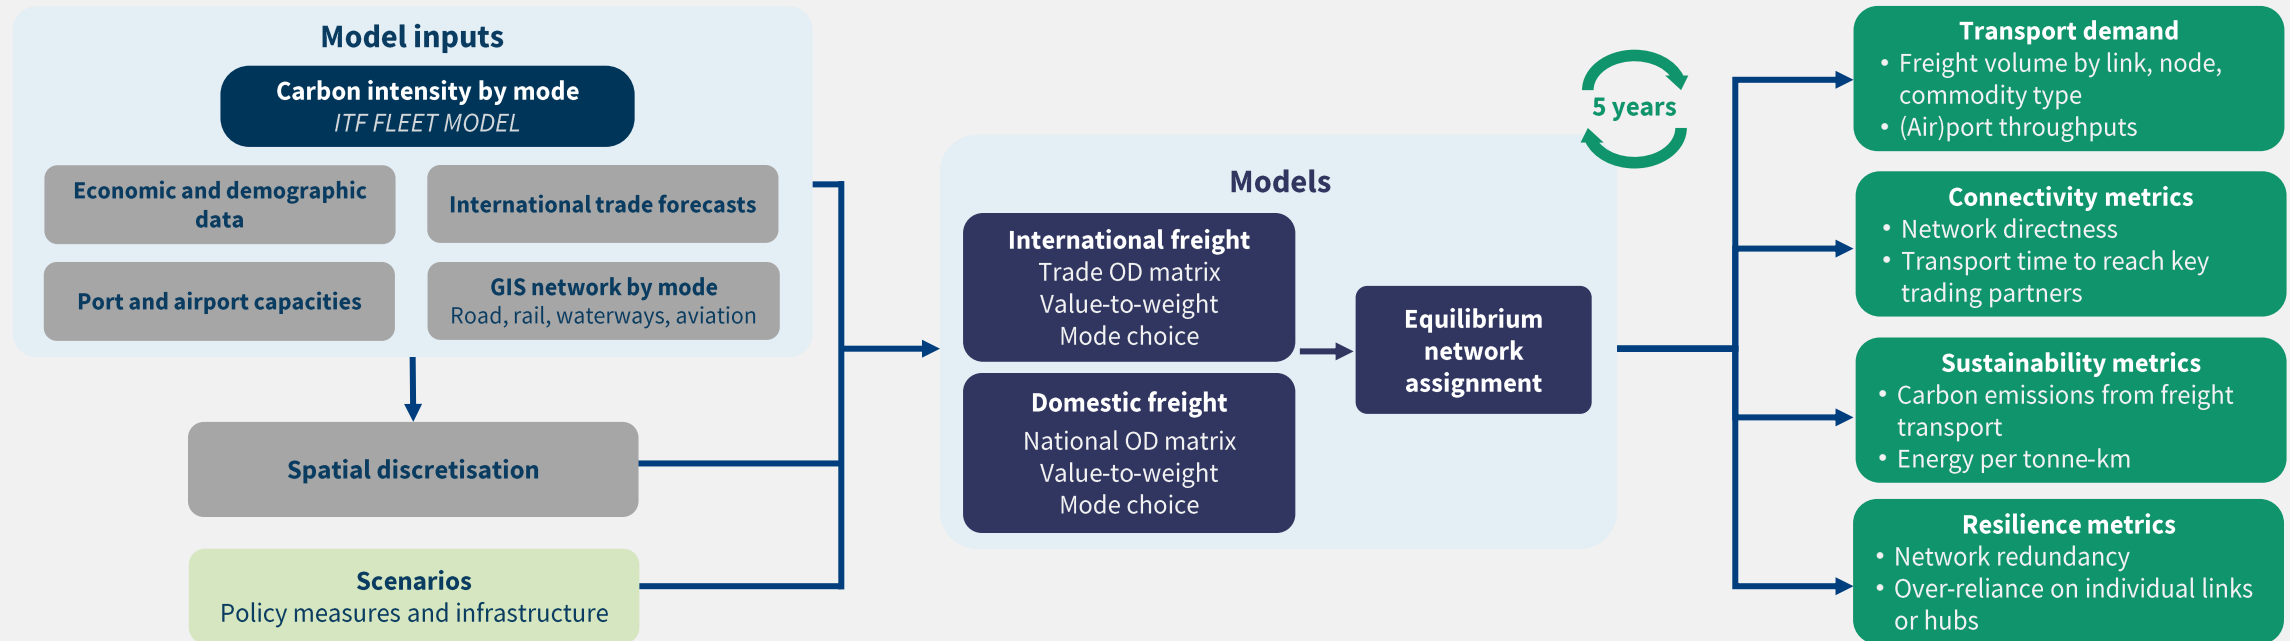 Model inputs
Carbon intensity by mode
ITF FLEET MODEL
Economic and demographic
data
International trade forecasts
Port and airport capacities
GIS network by mode
Road, rail, waterways, aviation
Spatial discretisation
Scenarios
Policy measures and infrastructure
Models
International freight
Trade OD matrix
Value-to-weight
Mode choice
Domestic freight
National OD matrix
Value-to-weight
Mode choice
Equilibrium
network
assignment
5 years
Transport demand
• Freight volume by link, node,
commodity type
• (Air)port throughputs
Connectivity metrics
• Network directness
• Transport time to reach key
trading partners
Sustainability metrics
• Carbon emissions from freight
transport
• Energy per tonne-km
Resilience metrics
• Network redundancy
• Over-reliance on individual links
or hubs